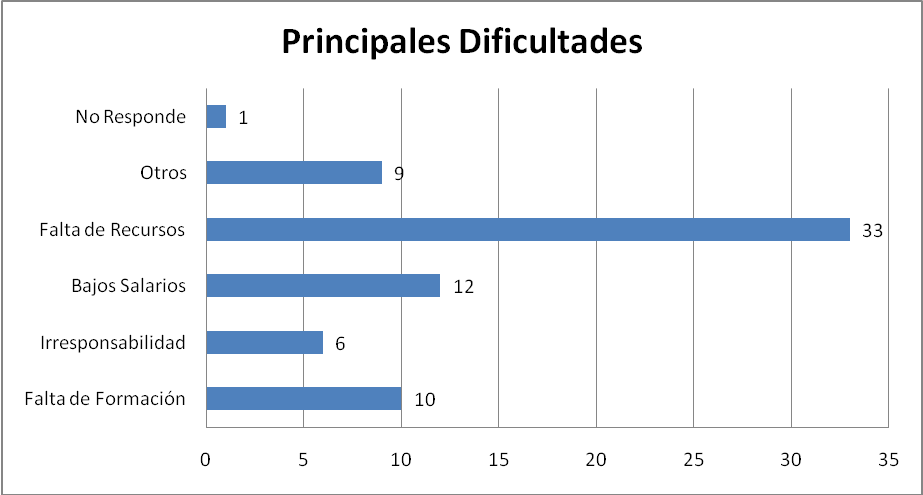 Principales Dificultades
No Responde 1
Otros 9
Falta de Recursos 33
Bajos Salarios 12
Irresponsabilidad 6
Falta de Formación 10
0 5 10 15 20 25 30 35